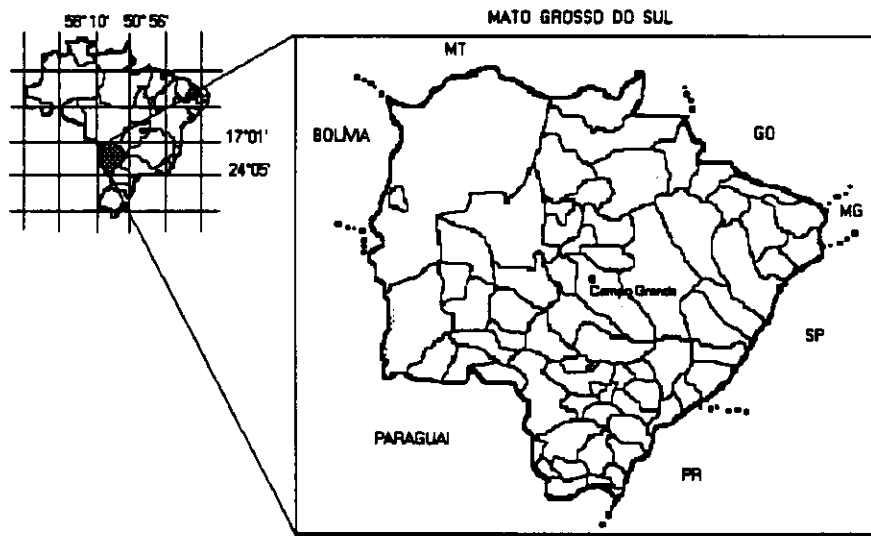 58° 10' 50° 56'
MATO GROSSO DO SUL
MT
BOLIVIA
GO
17° 01'
24° 05'
MG
Campo Grande
SP
PARAGUAI
PR